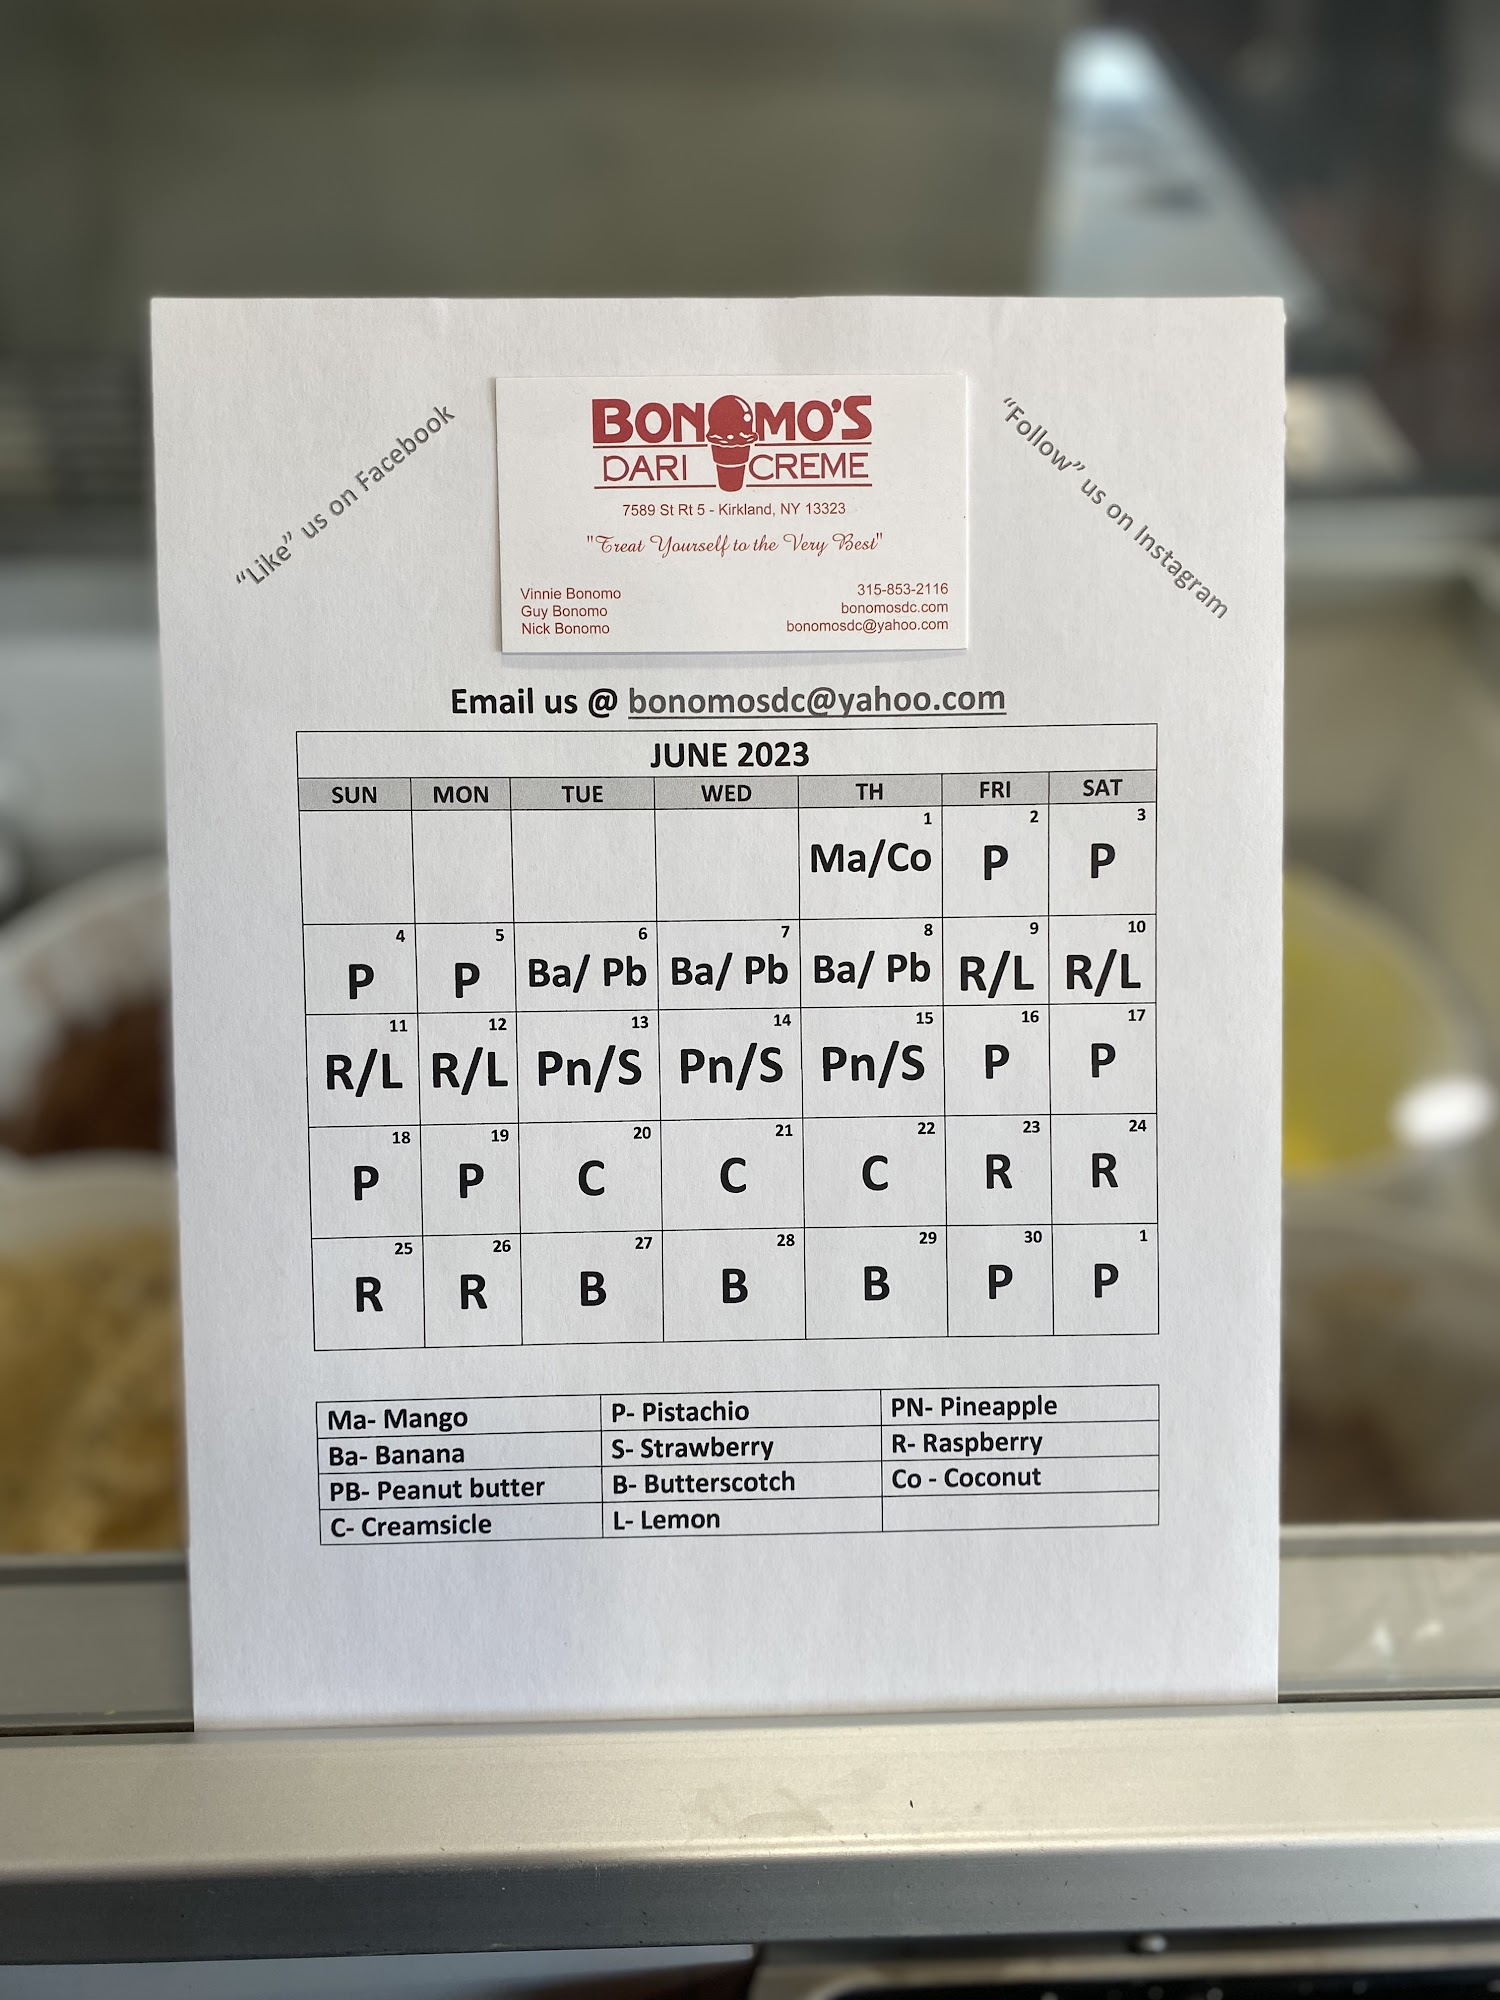 "Like" us on Facebook
"Follow" us on Instagram
BONOMO'S
DARI CREME
7589 St Rt 5 - Kirkland, NY 13323
"Treat Yourself to the Very Best"
Vinnie Bonomo 315-853-2116
Guy Bonomo bonomosdc.com
Nick Bonomo bonomosdc@yahoo.com
Email us @ bonomosdc@yahoo.com
JUNE 2023
SUN MON TUE WED TH FRI SAT
1 2 3
Ma/Co P P
4 5 6 7 8 9 10
P P Ba/ Pb Ba/ Pb Ba/ Pb R/L R/L
11 12 13 14 15 16 17
R/L R/L Pn/S Pn/S Pn/S P P
18 19 20 21 22 23 24
P P C C C R R
25 26 27 28 29 30 1
R R B B B P P
Ma- Mango P- Pistachio PN- Pineapple
Ba- Banana S- Strawberry R- Raspberry
PB- Peanut butter B- Butterscotch Co - Coconut
C- Creamsicle L- Lemon